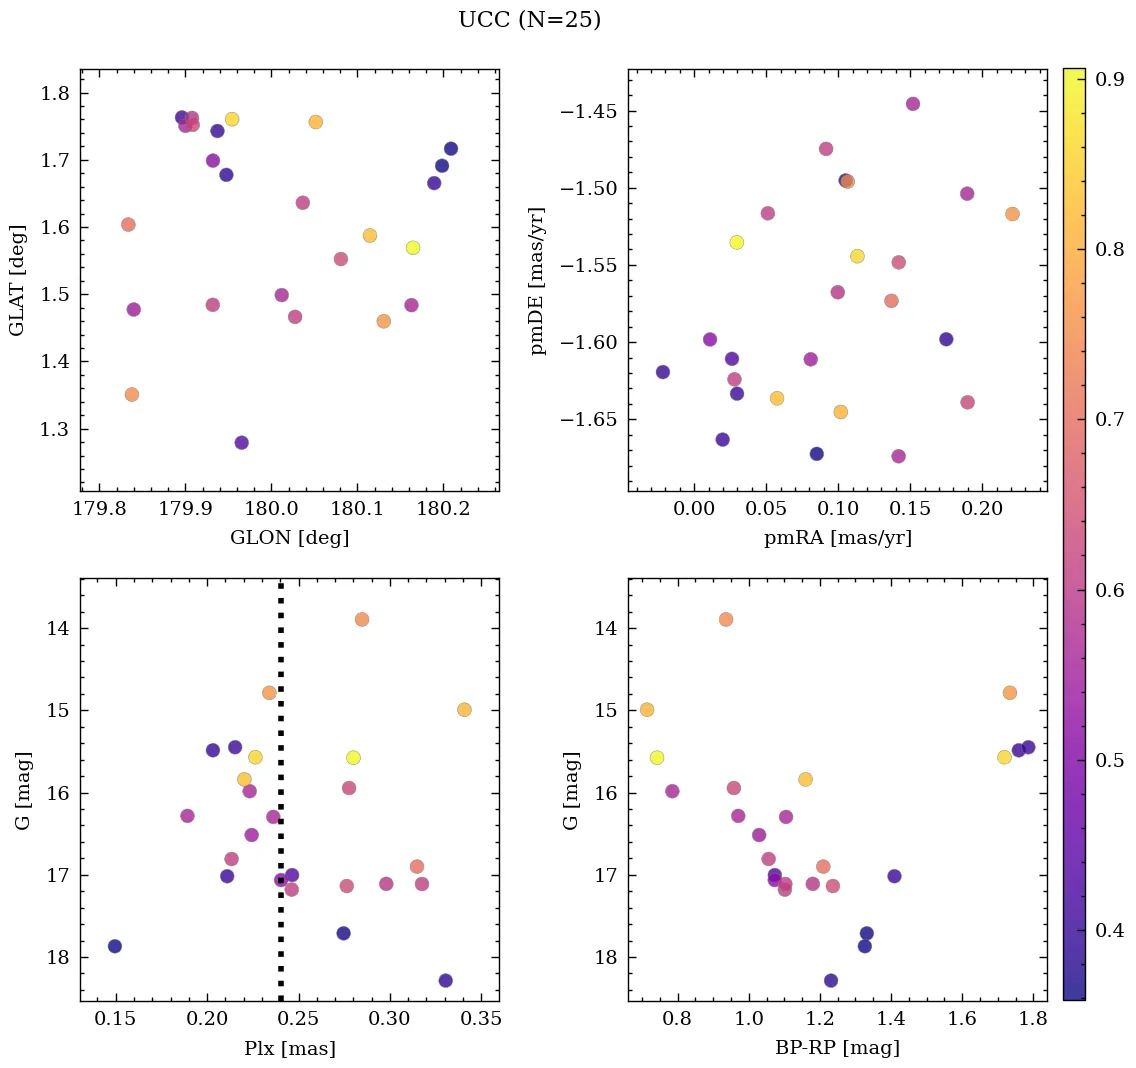 UCC (N=25)
1.8
1.7
1.6
1.5
1.4
1.3
GLAT [deg]
179.8 179.9 180.0 180.1 180.2
GLON [deg]
−1.45
−1.50
−1.55
−1.60
−1.65
pmDE [mas/yr]
0.00 0.05 0.10 0.15 0.20
pmRA [mas/yr]
14
15
16
17
18
G [mag]
0.15 0.20 0.25 0.30 0.35
Plx [mas]
14
15
16
17
18
G [mag]
0.8 1.0 1.2 1.4 1.6 1.8
BP-RP [mag]
0.9
0.8
0.7
0.6
0.5
0.4